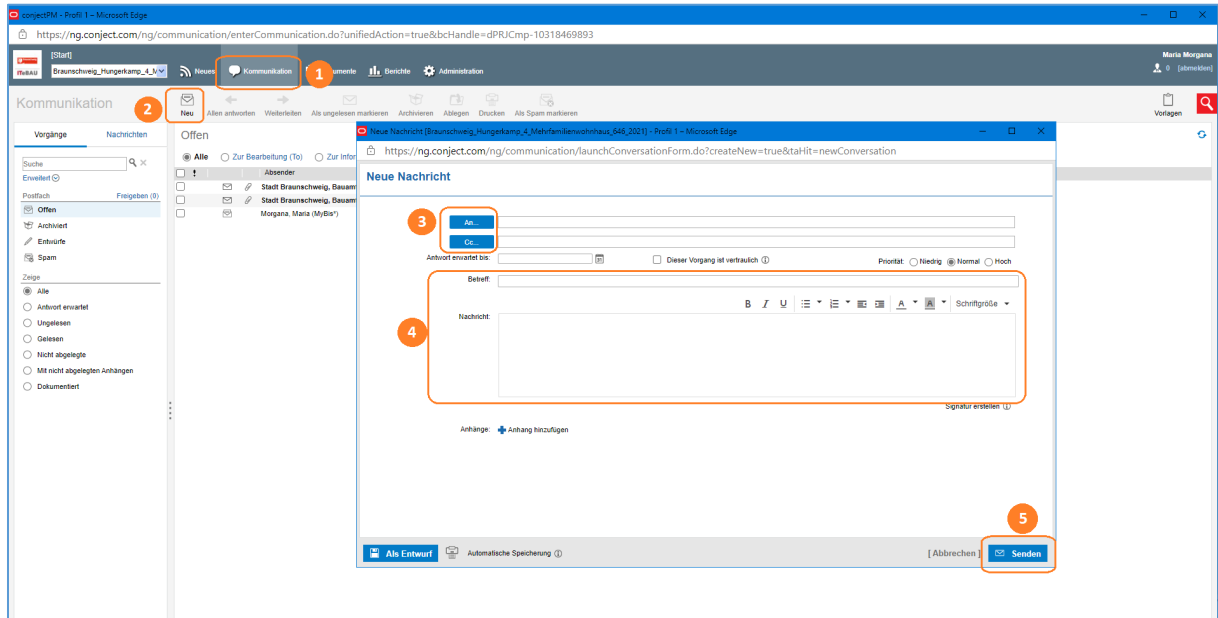 conjectPM - Profil 1 – Microsoft Edge
https://ng.conject.com/ng/communication/enterCommunication.do?unifiedAction=true&bcHandle=dPRJCmp-10318469893
[Start]
ITeBAU
Braunschweig_Hungerkamp_4_M
Neues
Kommunikation
1
umente
Berichte
Administration
Maria Morgana
0 [abmelden]
Kommunikation
2
Neu
Allen antworten
Weiterleiten
Als ungelesen markieren
Archivieren
Ablegen
Drucken
Als Spam markieren
Vorlagen
Vorgänge
Nachrichten
Suche
Erweitert
Postfach
Freigeben (0)
Offen
Archiviert
Entwürfe
Spam
Zeige
Alle
Antwort erwartet
Ungelesen
Gelesen
Nicht abgelegte
Mit nicht abgelegten Anhängen
Dokumentiert
Offen
Alle
Zur Bearbeitung (To)
Zur Infor
! Absender
Stadt Braunschweig, Bauam
Stadt Braunschweig, Bauam
Morgana, Maria (MyBis*)
Neue Nachricht [Braunschweig_Hungerkamp_4_Mehrfamilienwohnhaus_646_2021] - Profil 1 – Microsoft Edge
https://ng.conject.com/ng/communication/launchConversationForm.do?createNew=true&taHit=newConversation
Neue Nachricht
3
An...
Cc...
Antwort erwartet bis:
31
Dieser Vorgang ist vertraulich
Priorität: Niedrig Normal Hoch
Betreff:
B I U A A Schriftgröße
Nachricht:
4
Signatur erstellen
Anhänge: Anhang hinzufügen
5
Als Entwurf
Automatische Speicherung
[ Abbrechen ]
Senden